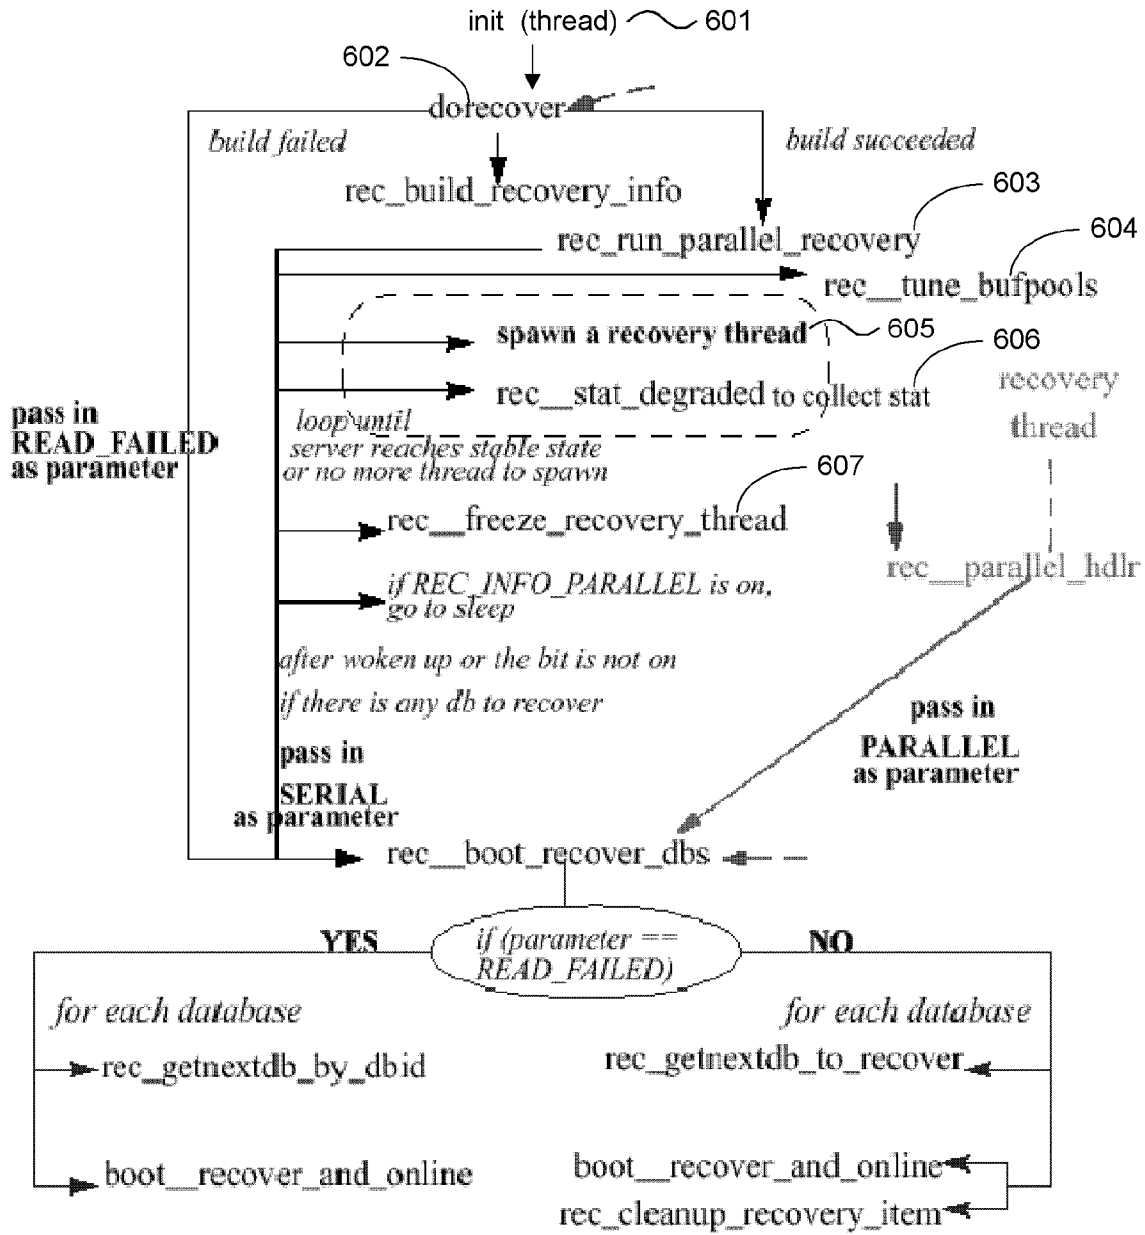 init (thread) 601
602
dorecover
build failed
build succeeded
rec_build_recovery_info
603
rec_run_parallel_recovery
604
rec__tune_bufpools
spawn a recovery thread 605
606
rec__stat_degraded to collect stat
recovery
thread
pass in
READ_FAILED
as parameter
loop until
server reaches stable state
or no more thread to spawn
607
rec__freeze_recovery_thread
rec__parallel_hdlr
if REC_INFO_PARALLEL is on,
go to sleep
after woken up or the bit is not on
if there is any db to recover
pass in
PARALLEL
as parameter
pass in
SERIAL
as parameter
rec__boot_recover_dbs
YES
if (parameter ==
READ_FAILED)
NO
for each database
for each database
rec_getnextdb_by_dbid
rec_getnextdb_to_recover
boot__recover_and_online
boot__recover_and_online
rec_cleanup_recovery_item